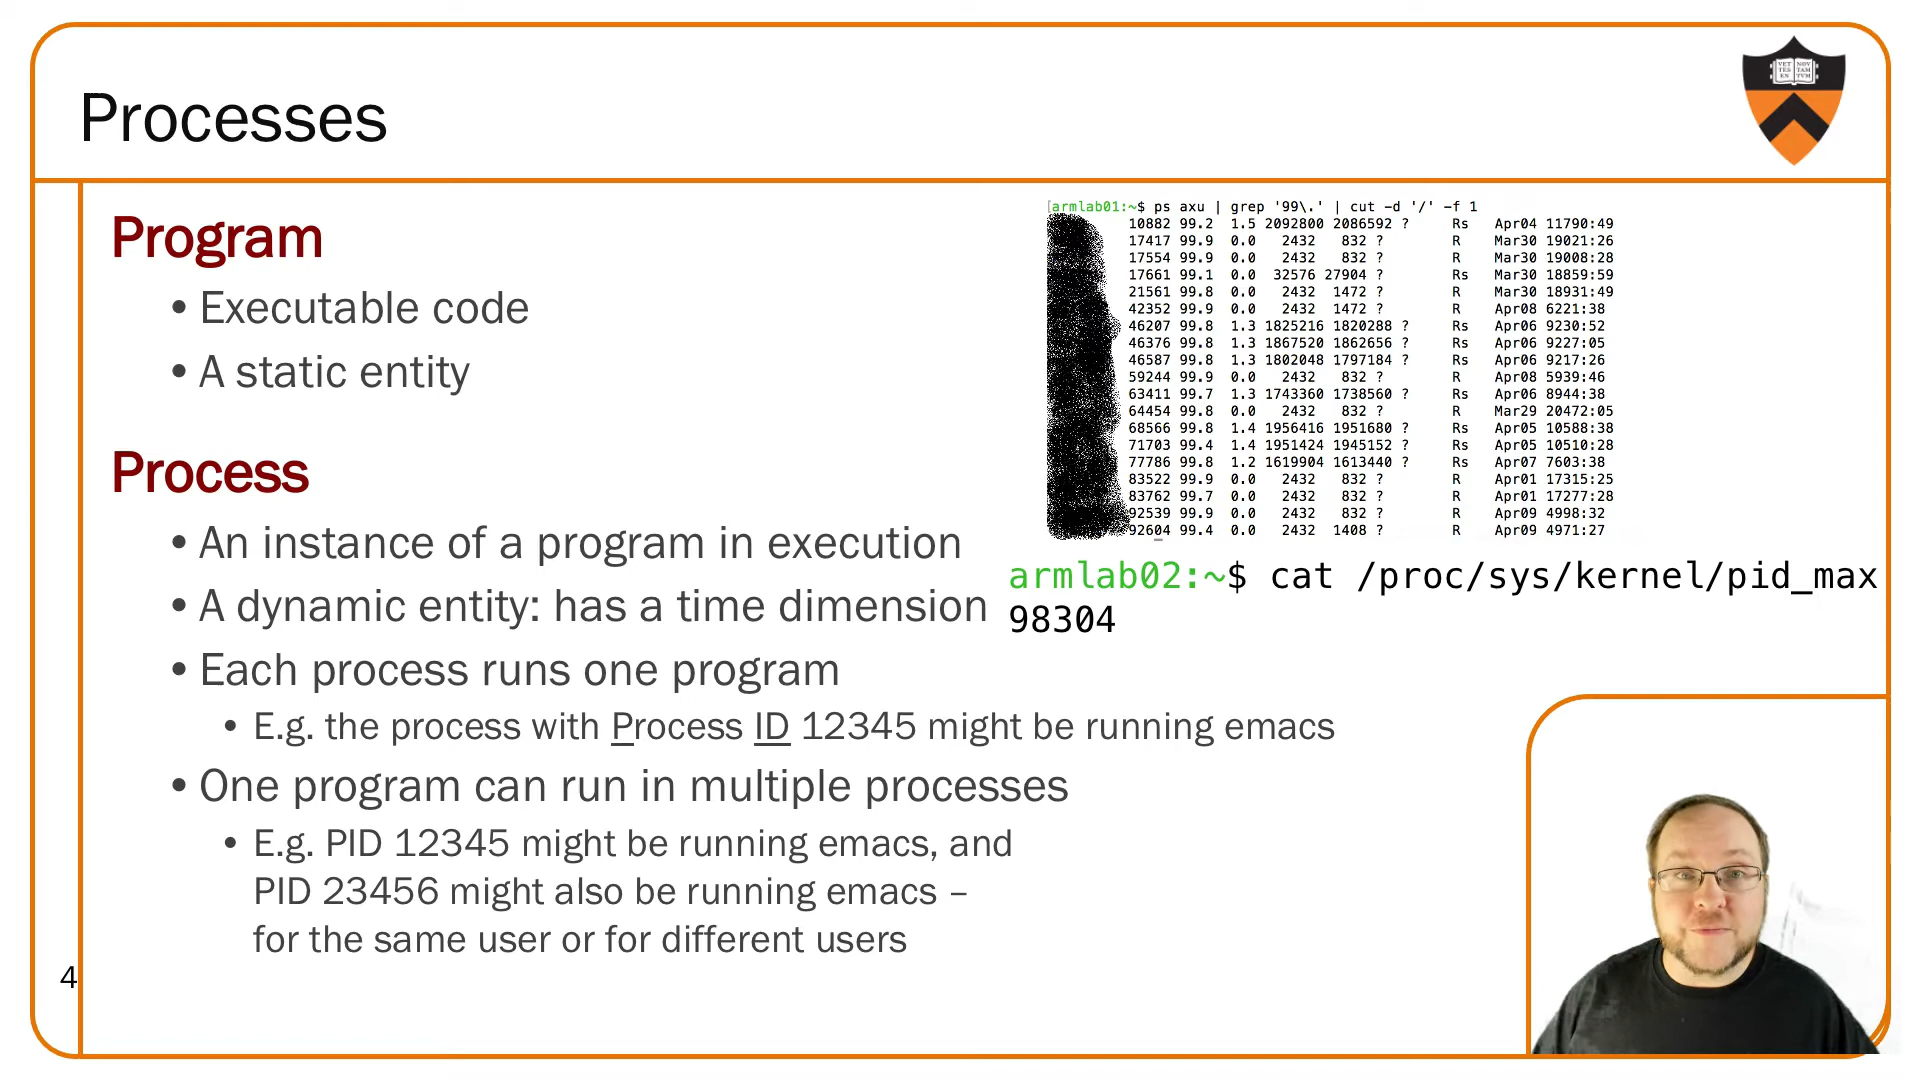 Processes
VET NOV
TES TAM
EN TVM
Program
• Executable code
• A static entity
Process
• An instance of a program in execution
• A dynamic entity: has a time dimension
• Each process runs one program
• E.g. the process with Process ID 12345 might be running emacs
• One program can run in multiple processes
• E.g. PID 12345 might be running emacs, and
PID 23456 might also be running emacs –
for the same user or for different users
[armlab01:~$ ps axu | grep '99\.' | cut -d '/' -f 1
10882 99.2 1.5 2092800 2086592 ? Rs Apr04 11790:49
17417 99.9 0.0 2432 832 ? R Mar30 19021:26
17554 99.9 0.0 2432 832 ? R Mar30 19008:28
17661 99.1 0.0 32576 27904 ? Rs Mar30 18859:59
21561 99.8 0.0 2432 1472 ? R Mar30 18931:49
42352 99.9 0.0 2432 1472 ? R Apr08 6221:38
46207 99.8 1.3 1825216 1820288 ? Rs Apr06 9230:52
46376 99.8 1.3 1867520 1862656 ? Rs Apr06 9227:05
46587 99.8 1.3 1802048 1797184 ? Rs Apr06 9217:26
59244 99.9 0.0 2432 832 ? R Apr08 5939:46
63411 99.7 1.3 1743360 1738560 ? Rs Apr06 8944:38
64454 99.8 0.0 2432 832 ? R Mar29 20472:05
68566 99.8 1.4 1956416 1951680 ? Rs Apr05 10588:38
71703 99.4 1.4 1951424 1945152 ? Rs Apr05 10510:28
77786 99.8 1.2 1619904 1613440 ? Rs Apr07 7603:38
83522 99.9 0.0 2432 832 ? R Apr01 17315:25
83762 99.7 0.0 2432 832 ? R Apr01 17277:28
92539 99.9 0.0 2432 832 ? R Apr09 4998:32
92604 99.4 0.0 2432 1408 ? R Apr09 4971:27
armlab02:~$ cat /proc/sys/kernel/pid_max
98304
4